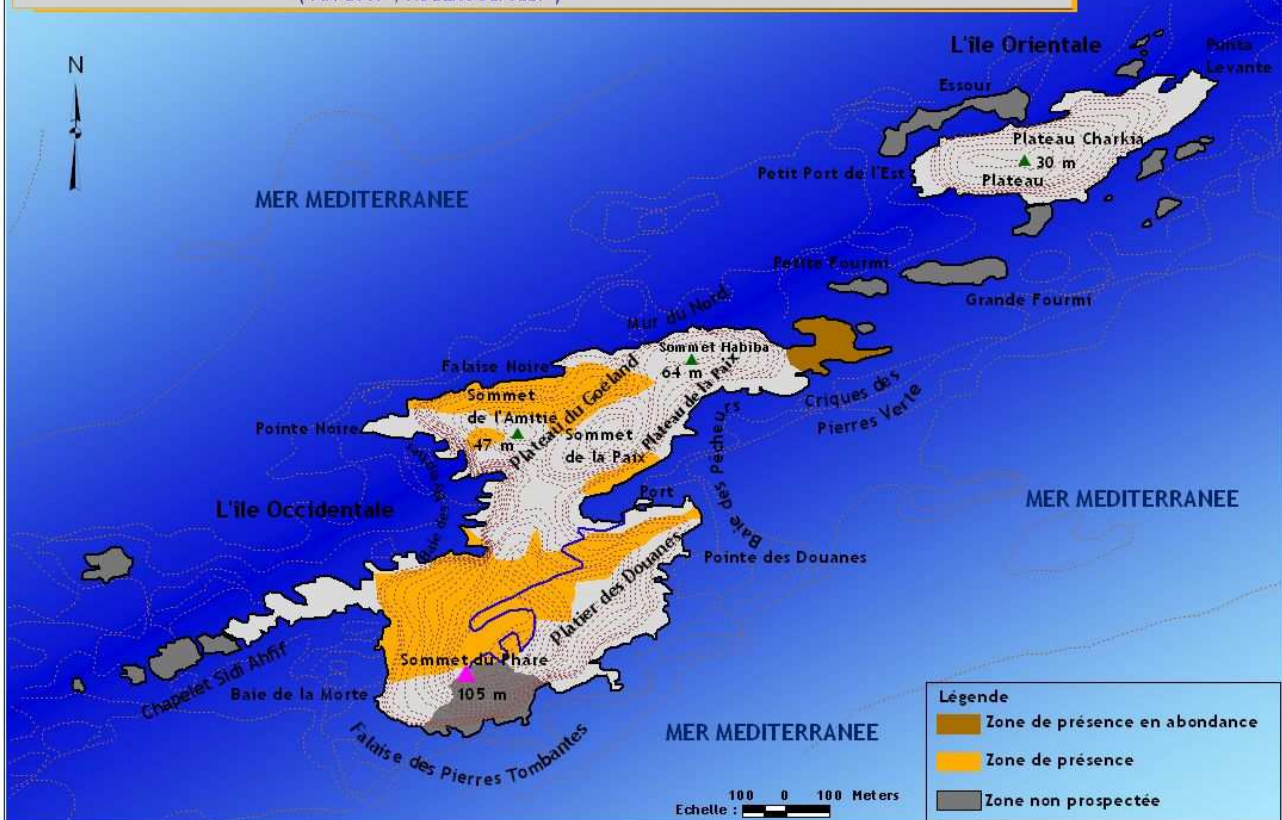 N
L'île Orientale
Punta
Levante
Essour
Plateau Charkia
30 m
Petit Port de l'Est
Plateau
MER MEDITERRANEE
Petite Fourmi
Grande Fourmi
Mur du Nord
Sommet Habiba
64 m
Falaise Noire
Sommet
de l'Amitie
Plateau du Goéland
Plateau de la Paix
Criques des
Pierres Verte
Pointe Noire
47 m
Sommet
de la Paix
Baie des Pecheurs
MER MEDITERRANEE
L'île Occidentale
Baie des
Port
Pointe des Douanes
Platier des Douanes
Sommet du Phare
105 m
Chapelet Sidi Ahfif
Baie de la Morte
Falaise des Pierres Tombantes
MER MEDITERRANEE
Légende
Zone de présence en abondance
Zone de présence
Zone non prospectée
100 0 100 Meters
Echelle :